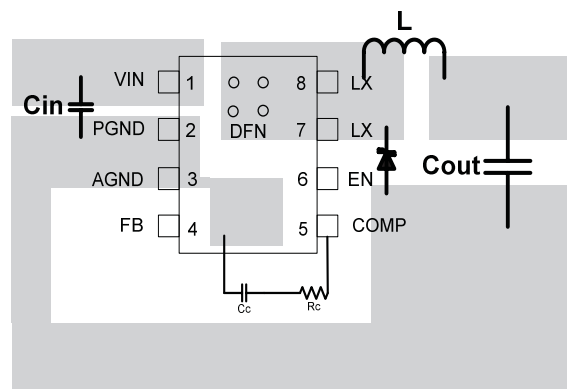 L
VIN 1 8 LX
Cin
PGND 2 DFN 7 LX
Cout
AGND 3 6 EN
FB 4 5 COMP
Cc Rc